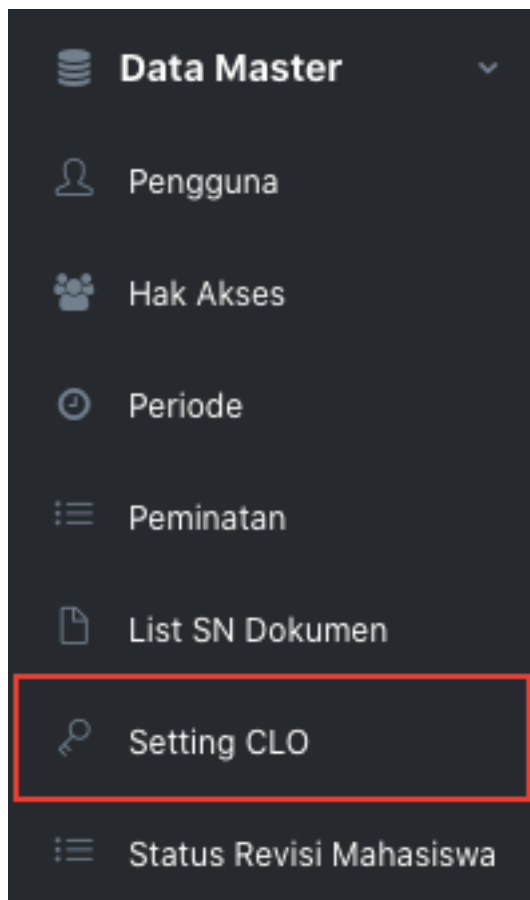 Data Master
Pengguna
Hak Akses
Periode
Peminatan
List SN Dokumen
Setting CLO
Status Revisi Mahasiswa